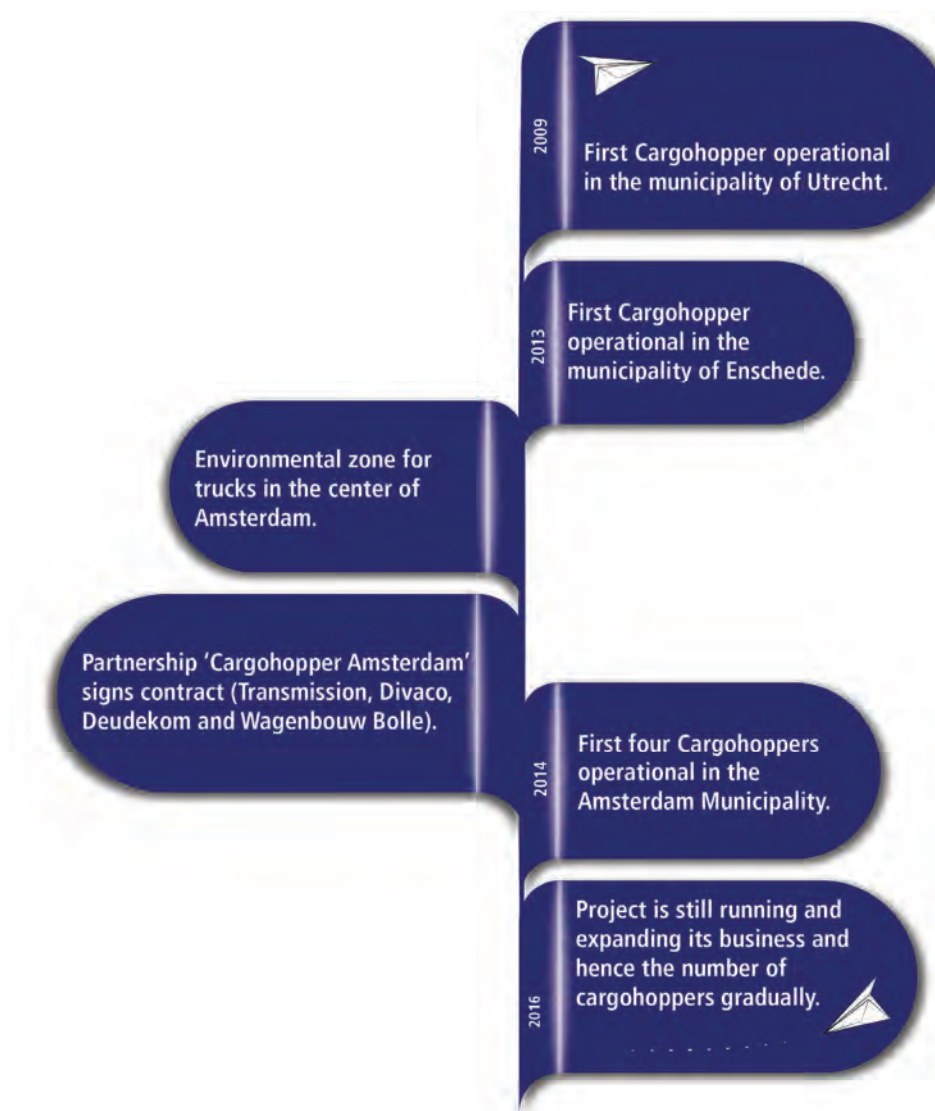 2009
First Cargohopper operational
in the municipality of Utrecht.
2013
First Cargohopper
operational in the
municipality of Enschede.
Environmental zone for
trucks in the center of
Amsterdam.
Partnership ‘Cargohopper Amsterdam’
signs contract (Transmission, Divaco,
Deudekom and Wagenbouw Bolle).
2014
First four Cargohoppers
operational in the
Amsterdam Municipality.
2016
Project is still running and
expanding its business and
hence the number of
cargohoppers gradually.